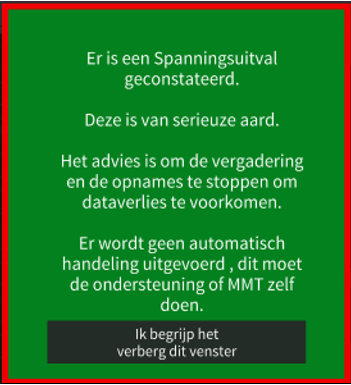 Er is een Spanningsuitval
geconstateerd.
Deze is van serieuze aard.
Het advies is om de vergadering
en de opnames te stoppen om
dataverlies te voorkomen.
Er wordt geen automatisch
handeling uitgevoerd , dit moet
de ondersteuning of MMT zelf
doen.
Ik begrijp het
verberg dit venster